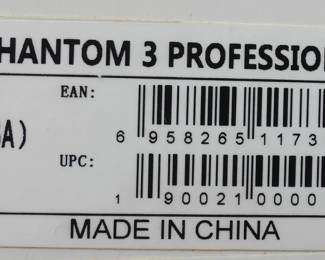 HANTOM 3 PROFESSION
EAN:
6 958265 1173
A)
UPC:
1 90021 0000
MADE IN CHINA